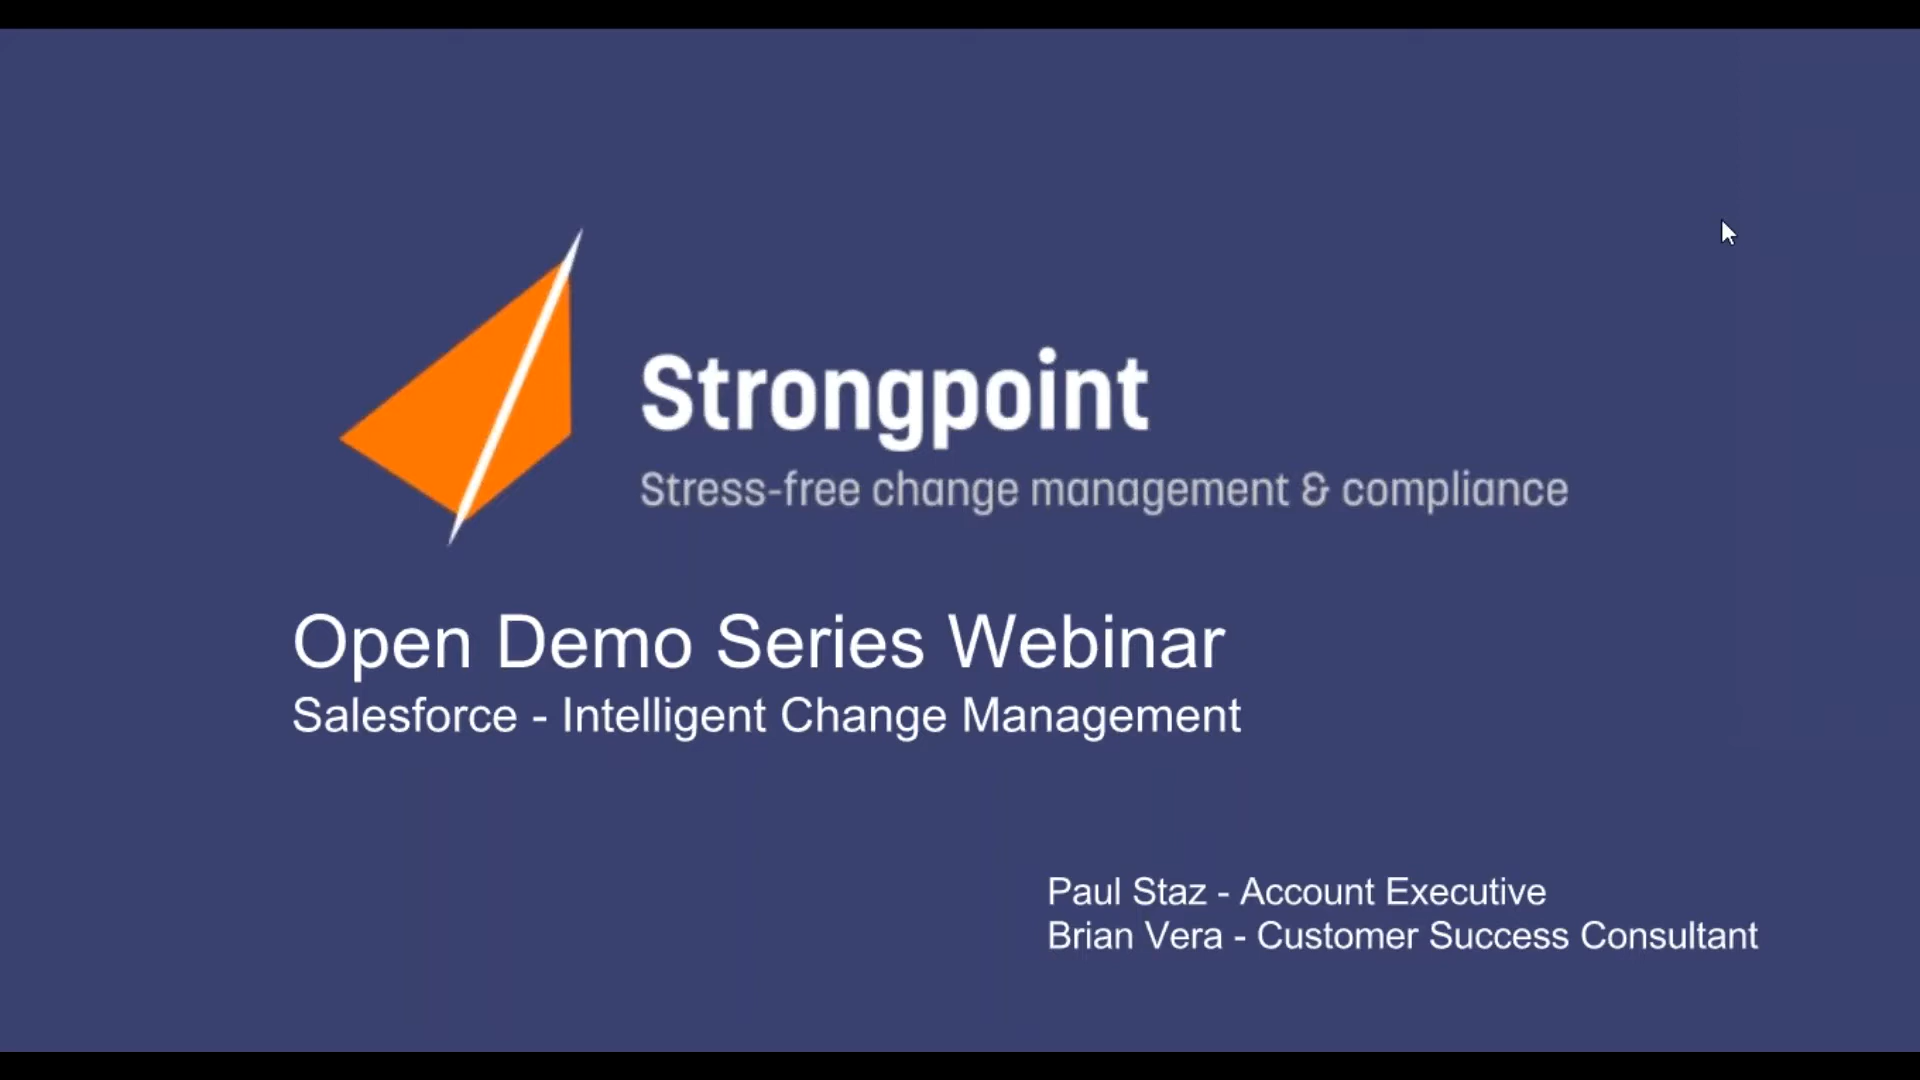 Strongpoint
Stress-free change management & compliance
Open Demo Series Webinar
Salesforce - Intelligent Change Management
Paul Staz - Account Executive
Brian Vera - Customer Success Consultant